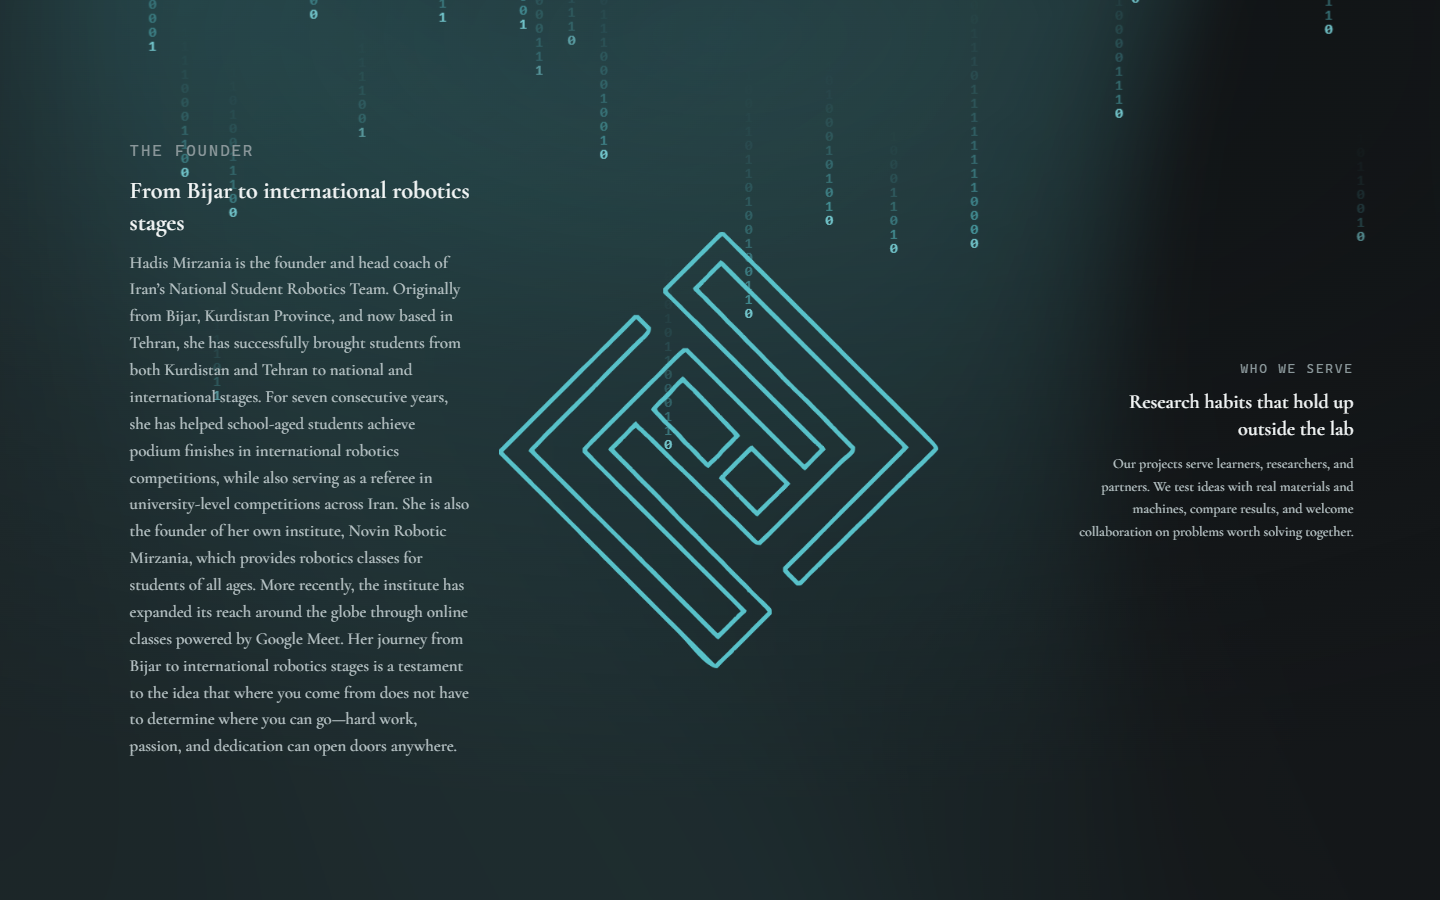 THE FOUNDER
From Bijar to international robotics
stages
Hadis Mirzania is the founder and head coach of
Iran’s National Student Robotics Team. Originally
from Bijar, Kurdistan Province, and now based in
Tehran, she has successfully brought students from
both Kurdistan and Tehran to national and
international stages. For seven consecutive years,
she has helped school-aged students achieve
podium finishes in international robotics
competitions, while also serving as a referee in
university-level competitions across Iran. She is also
the founder of her own institute, Novin Robotic
Mirzania, which provides robotics classes for
students of all ages. More recently, the institute has
expanded its reach around the globe through online
classes powered by Google Meet. Her journey from
Bijar to international robotics stages is a testament
to the idea that where you come from does not have
to determine where you can go—hard work,
passion, and dedication can open doors anywhere.
WHO WE SERVE
Research habits that hold up
outside the lab
Our projects serve learners, researchers, and
partners. We test ideas with real materials and
machines, compare results, and welcome
collaboration on problems worth solving together.